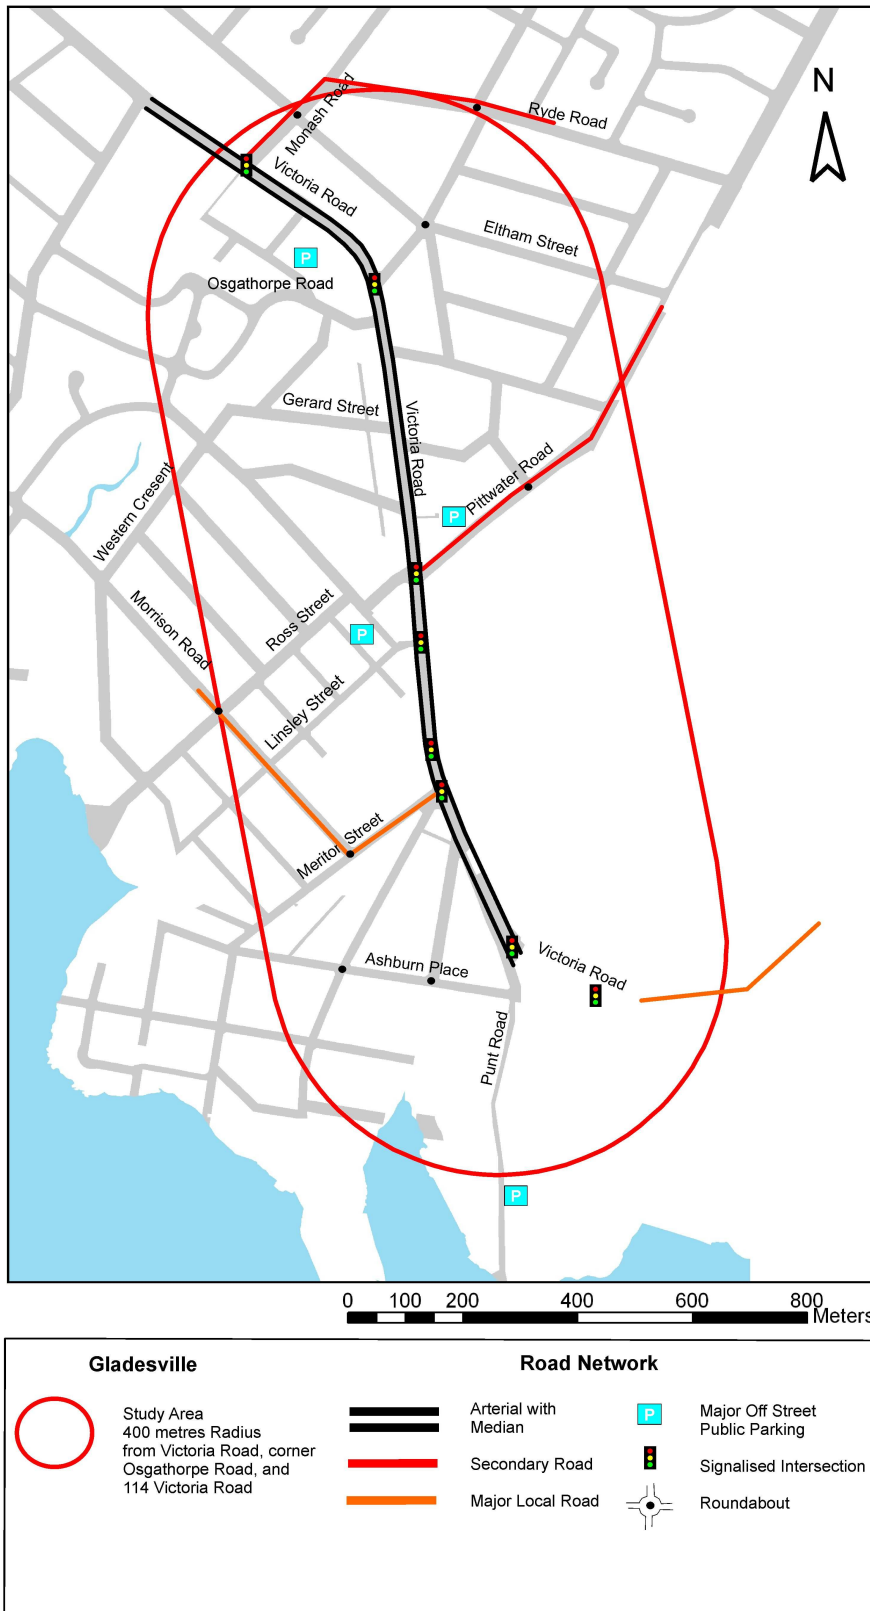 N
Monash Road
Ryde Road
Victoria Road
Eltham Street
P
Osgathorpe Road
Gerard Street
Victoria Road
Pittwater Road
P
Western Cresent
Ross Street
P
Morrison Road
Linsley Street
Meriton Street
Ashburn Place
Victoria Road
Punt Road
P
0 100 200 400 600 800
Meters
Gladesville
Study Area
400 metres Radius
from Victoria Road, corner
Osgathorpe Road, and
114 Victoria Road
Road Network
Arterial with
Median
Secondary Road
Major Local Road
P
Major Off Street
Public Parking
Signalised Intersection
Roundabout